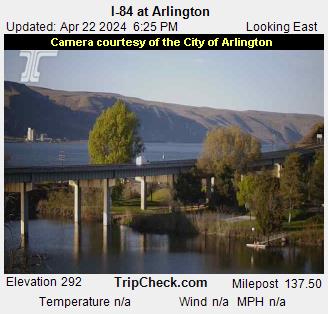 I-84 at Arlington
Updated: Apr 22 2024 6:25 PM Looking East
Camera courtesy of the City of Arlington
Elevation 292 TripCheck.com Milepost 137.50
Temperature n/a Wind n/a MPH n/a